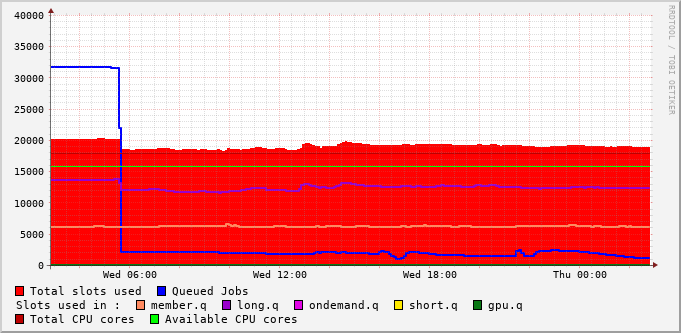 40000
35000
30000
25000
20000
15000
10000
5000
0
Wed 06:00 Wed 12:00 Wed 18:00 Thu 00:00
Total slots used Queued Jobs
Slots used in : member.q long.q ondemand.q short.q gpu.q
Total CPU cores Available CPU cores
RRDTOOL / TOBI OETIKER